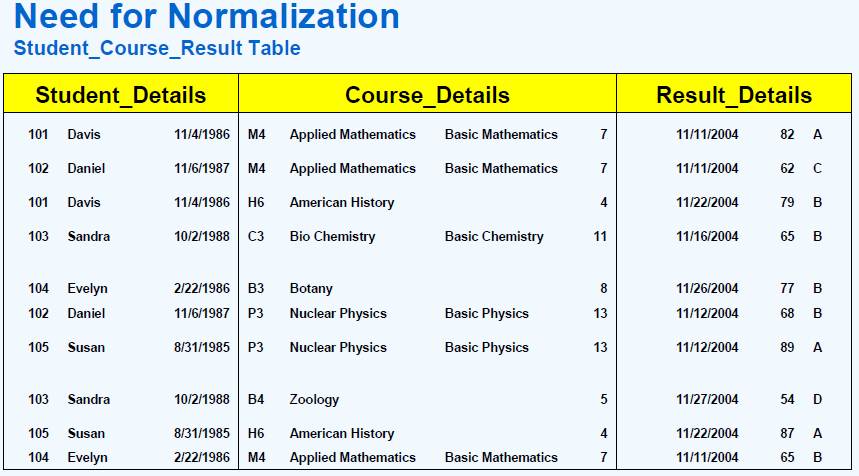 Need for Normalization
Student_Course_Result Table
Student_Details Course_Details Result_Details
101 Davis 11/4/1986 M4 Applied Mathematics Basic Mathematics 7 11/11/2004 82 A
102 Daniel 11/6/1987 M4 Applied Mathematics Basic Mathematics 7 11/11/2004 62 C
101 Davis 11/4/1986 H6 American History 4 11/22/2004 79 B
103 Sandra 10/2/1988 C3 Bio Chemistry Basic Chemistry 11 11/16/2004 65 B
104 Evelyn 2/22/1986 B3 Botany 8 11/26/2004 77 B
102 Daniel 11/6/1987 P3 Nuclear Physics Basic Physics 13 11/12/2004 68 B
105 Susan 8/31/1985 P3 Nuclear Physics Basic Physics 13 11/12/2004 89 A
103 Sandra 10/2/1988 B4 Zoology 5 11/27/2004 54 D
105 Susan 8/31/1985 H6 American History 4 11/22/2004 87 A
104 Evelyn 2/22/1986 M4 Applied Mathematics Basic Mathematics 7 11/11/2004 65 B